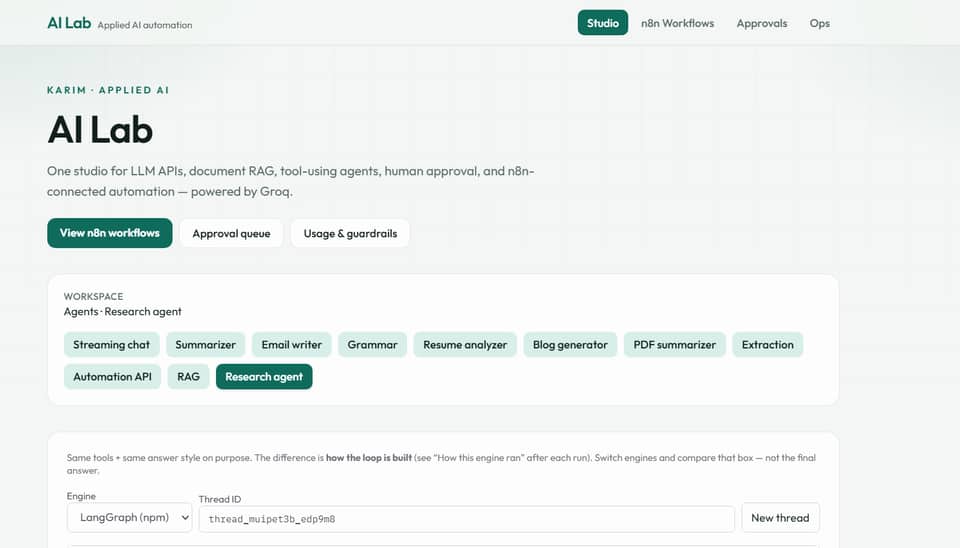 AI Lab Applied AI automation
Studio n8n Workflows Approvals Ops
KARIM · APPLIED AI
AI Lab
One studio for LLM APIs, document RAG, tool-using agents, human approval, and n8n-
connected automation — powered by Groq.
View n8n workflows Approval queue Usage & guardrails
WORKSPACE
Agents · Research agent
Streaming chat Summarizer Email writer Grammar Resume analyzer Blog generator PDF summarizer Extraction
Automation API RAG Research agent
Same tools + same answer style on purpose. The difference is how the loop is built (see “How this engine ran” after each run). Switch engines and compare that box — not the final
answer.
Engine Thread ID
LangGraph (npm) thread_muipet3b_edp9m8 New thread